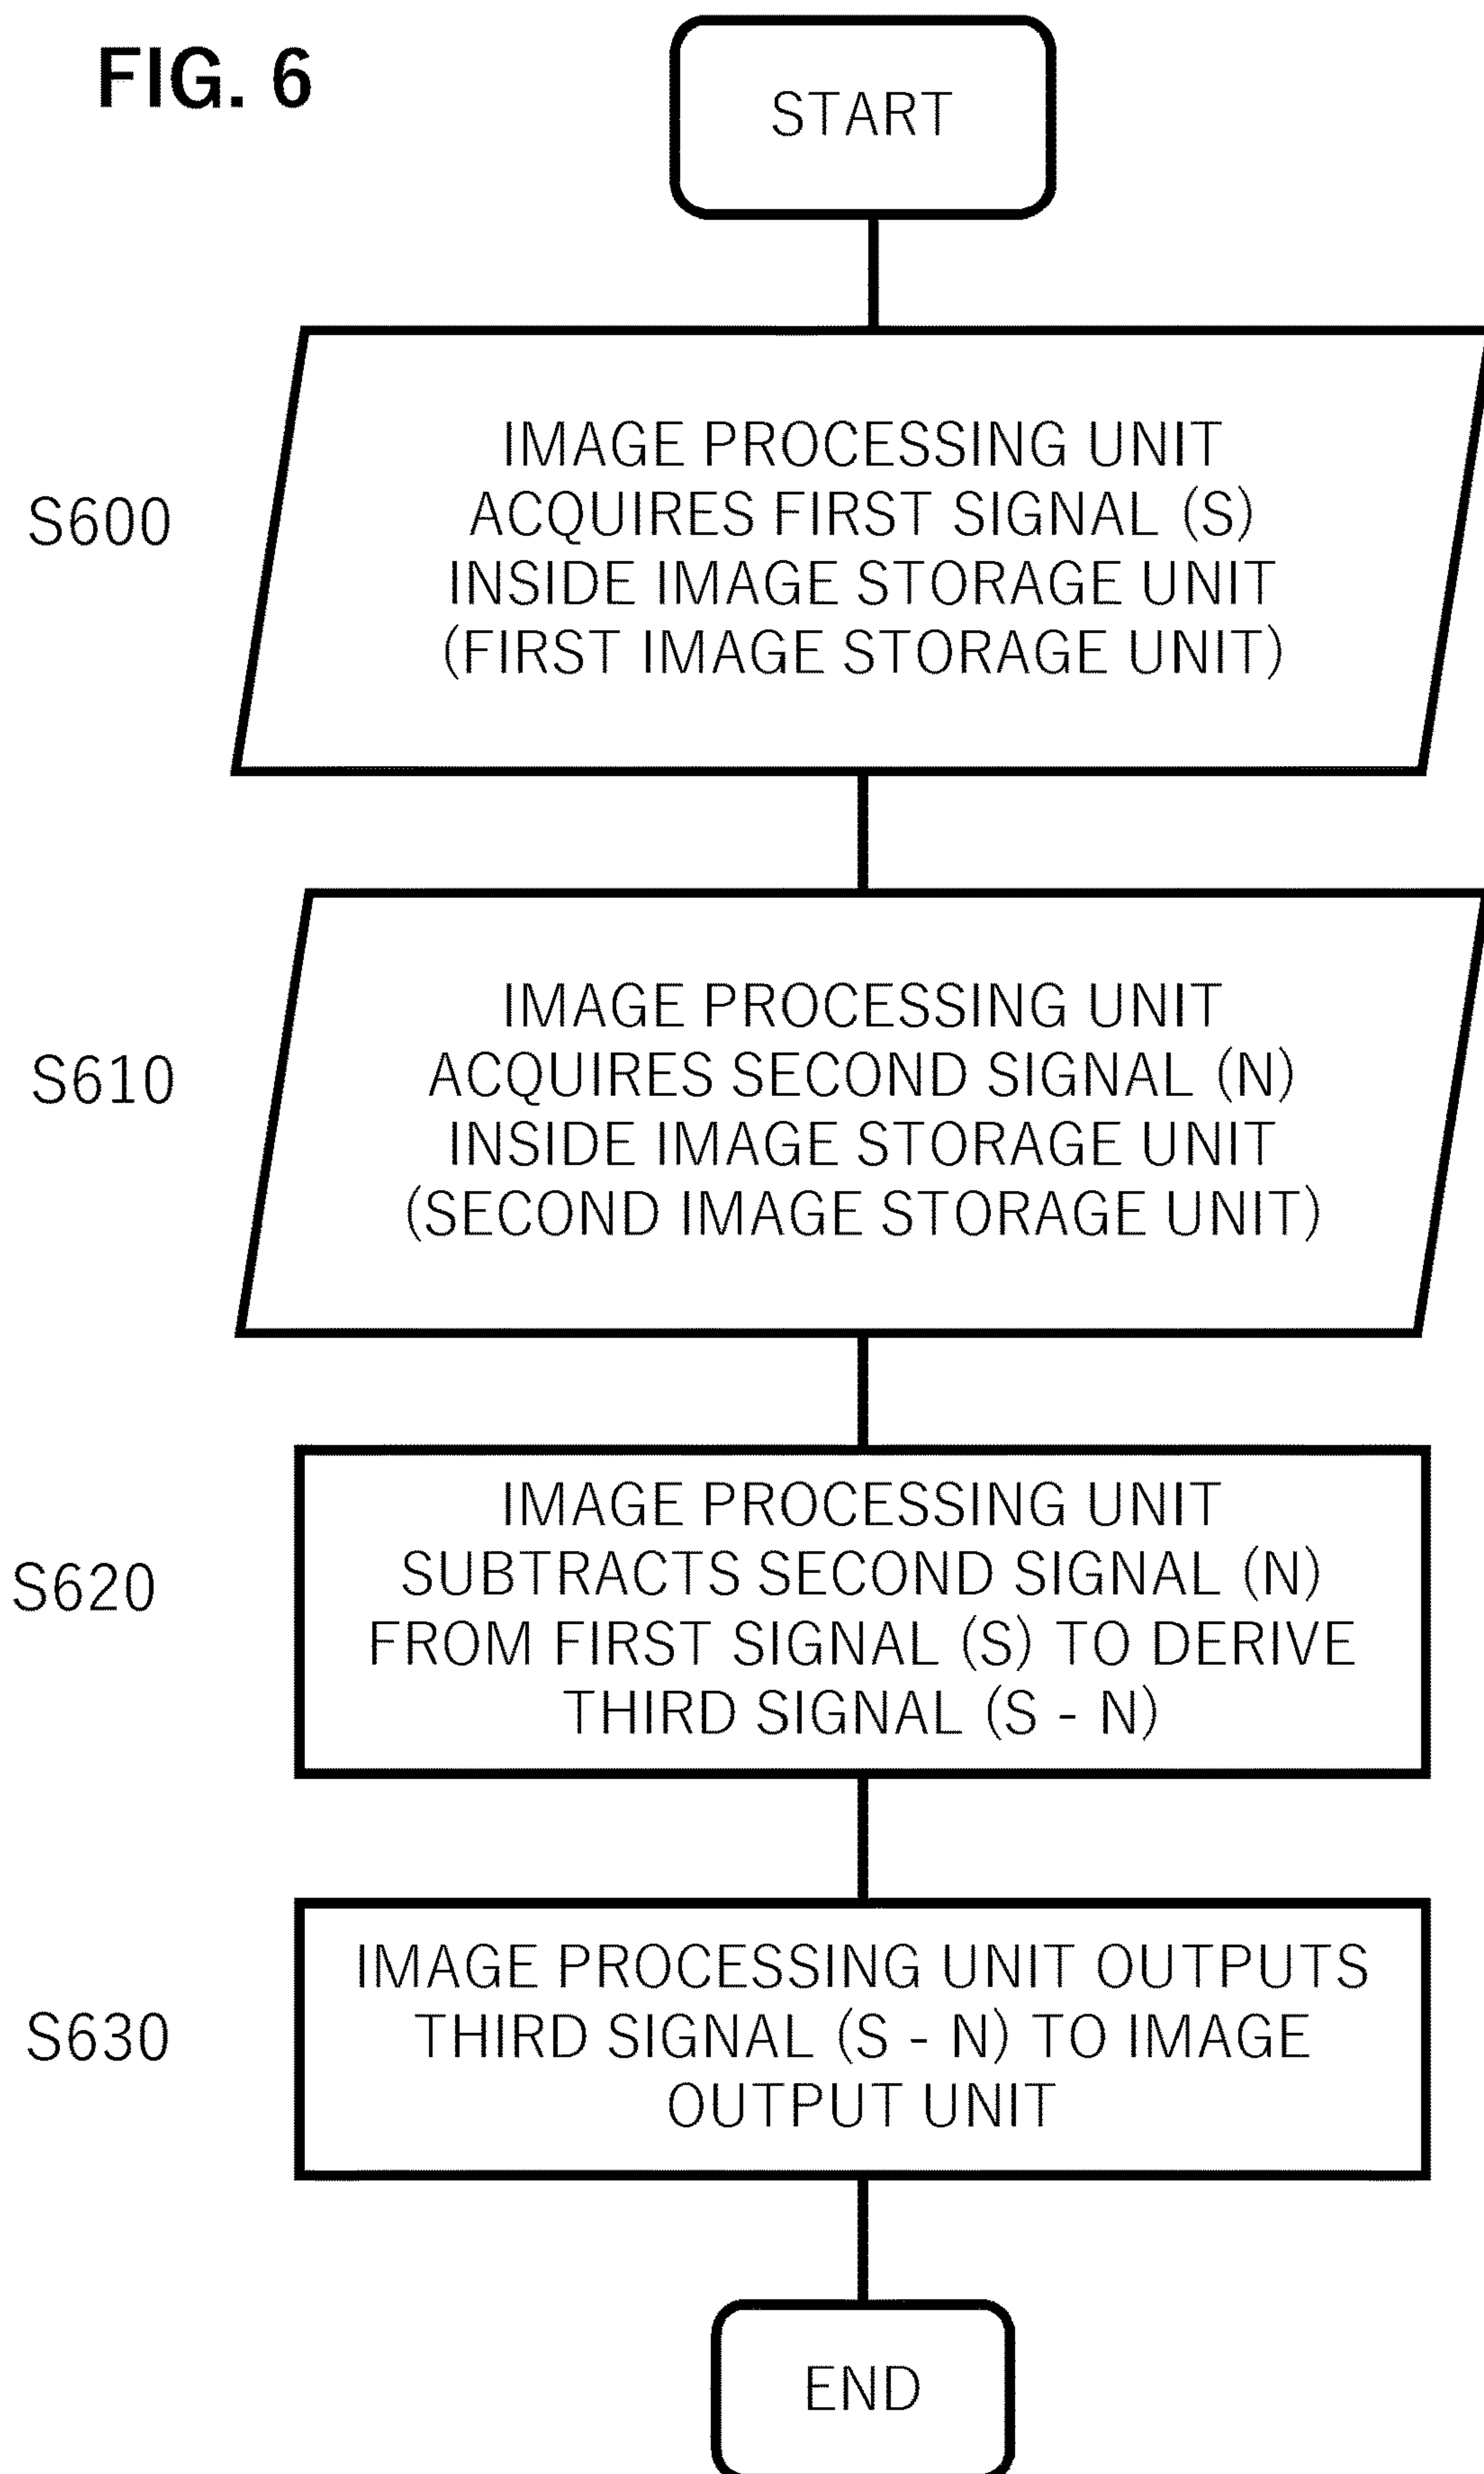 FIG. 6
START
S600
IMAGE PROCESSING UNIT
ACQUIRES FIRST SIGNAL (S)
INSIDE IMAGE STORAGE UNIT
(FIRST IMAGE STORAGE UNIT)
S610
IMAGE PROCESSING UNIT
ACQUIRES SECOND SIGNAL (N)
INSIDE IMAGE STORAGE UNIT
(SECOND IMAGE STORAGE UNIT)
S620
IMAGE PROCESSING UNIT
SUBTRACTS SECOND SIGNAL (N)
FROM FIRST SIGNAL (S) TO DERIVE
THIRD SIGNAL (S - N)
S630
IMAGE PROCESSING UNIT OUTPUTS
THIRD SIGNAL (S - N) TO IMAGE
OUTPUT UNIT
END